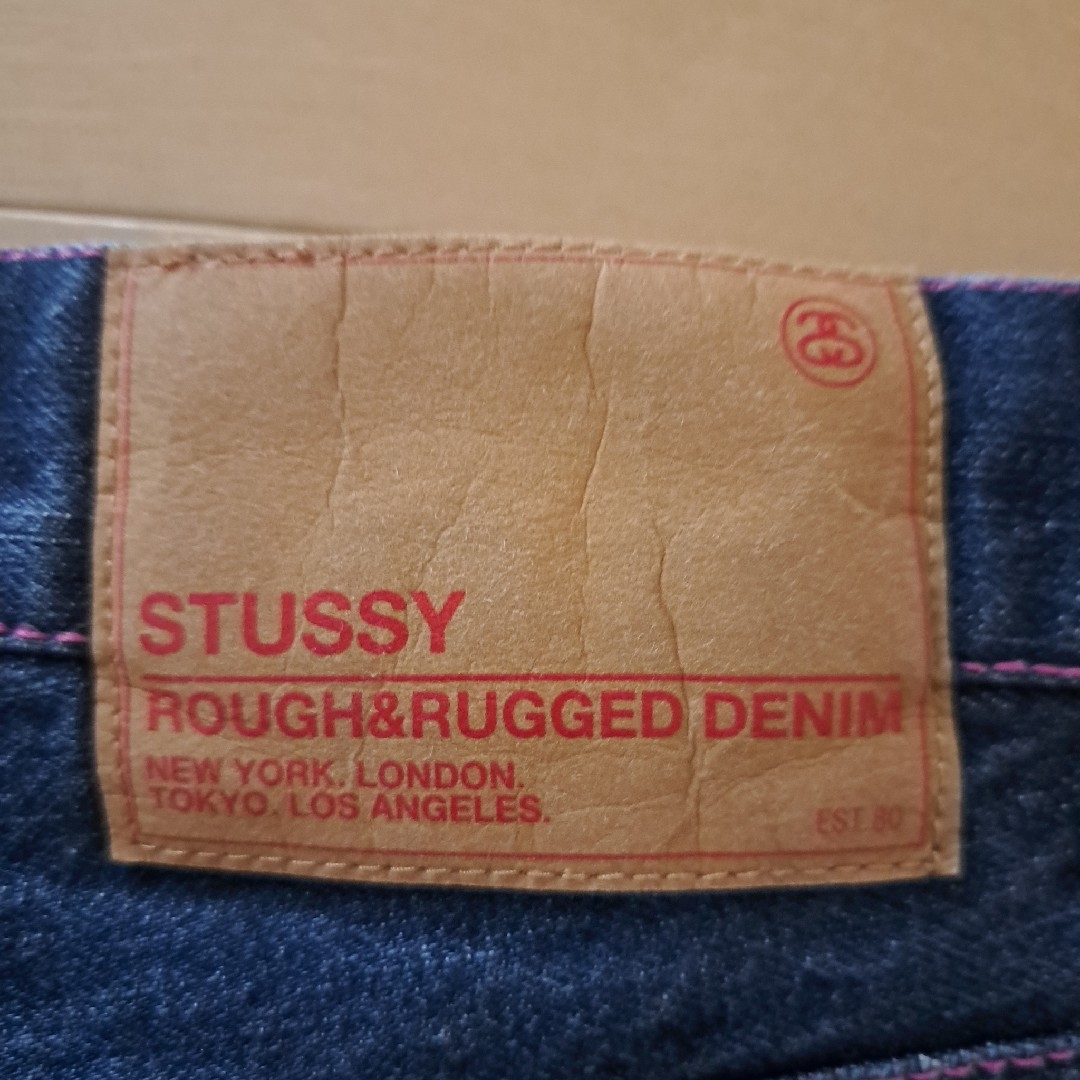 STUSSY
ROUGH&RUGGED DENIM
NEW YORK. LONDON.
TOKYO. LOS ANGELES.
EST. 80